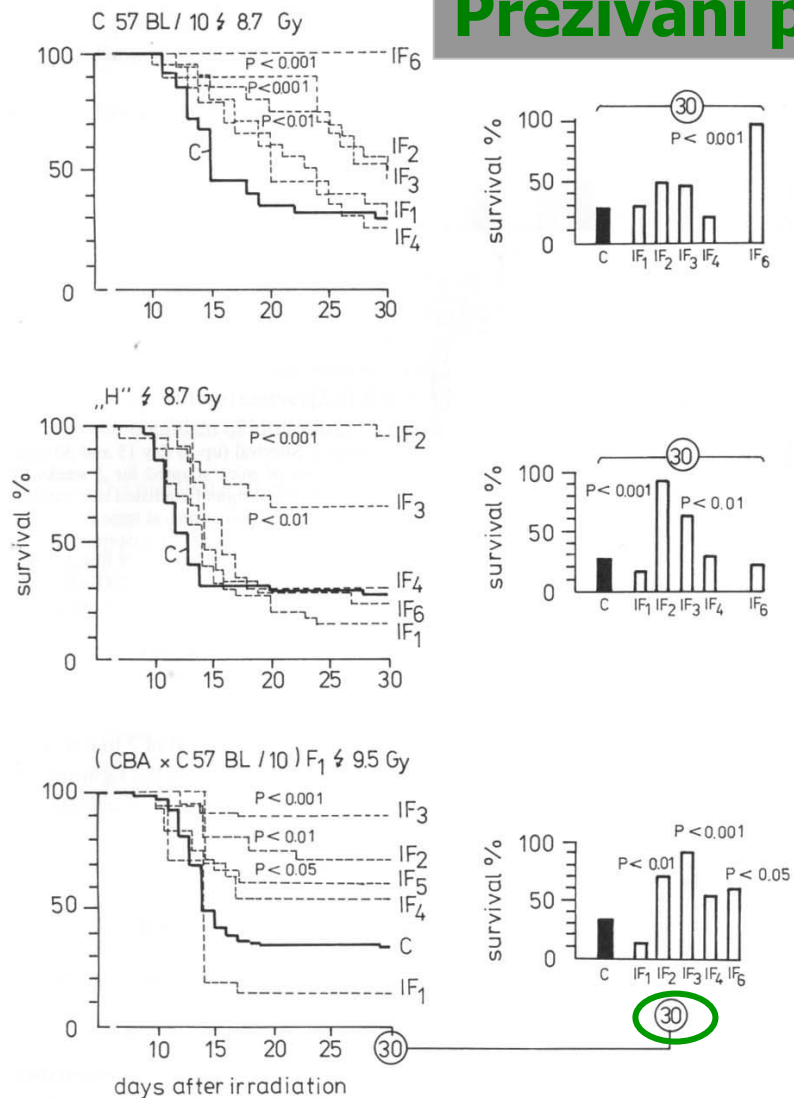 Přežívání p
C 57 BL / 10 ↯ 8.7 Gy
100
50
0
10 15 20 25 30
P < 0.001
P < 0.001
P < 0.01
C
IF6
IF2
IF3
IF1
IF4
survival %
100
50
0
30
P < 0.001
C IF1 IF2 IF3 IF4 IF6
„H" ↯ 8.7 Gy
survival %
100
50
0
10 15 20 25 30
P < 0.001
P < 0.01
C
IF2
IF3
IF4
IF6
IF1
survival %
100
50
0
30
P < 0.001
P < 0.01
C IF1 IF2 IF3 IF4 IF6
( CBA × C 57 BL / 10 ) F1 ↯ 9.5 Gy
100
50
0
10 15 20 25 30
P < 0.001
P < 0.01
P < 0.05
IF3
IF2
IF5
IF4
C
IF1
days after irradiation
survival %
100
50
0
P < 0.001
P < 0.01
P < 0.05
C IF1 IF2 IF3 IF4 IF6
30